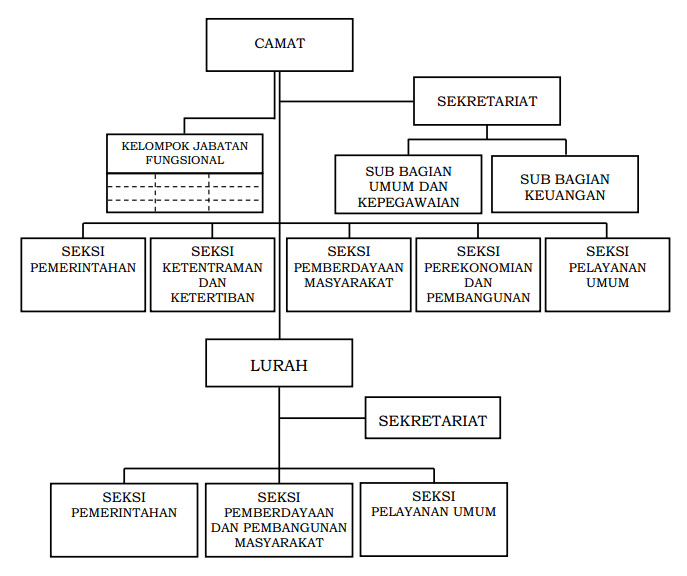 CAMAT
SEKRETARIAT
KELOMPOK JABATAN
FUNGSIONAL
SUB BAGIAN
UMUM DAN
KEPEGAWAIAN
SUB BAGIAN
KEUANGAN
SEKSI
PEMERINTAHAN
SEKSI
KETENTRAMAN
DAN
KETERTIBAN
SEKSI
PEMBERDAYAAN
MASYARAKAT
SEKSI
PEREKONOMIAN
DAN
PEMBANGUNAN
SEKSI
PELAYANAN
UMUM
LURAH
SEKRETARIAT
SEKSI
PEMERINTAHAN
SEKSI
PEMBERDAYAAN
DAN PEMBANGUNAN
MASYARAKAT
SEKSI
PELAYANAN UMUM